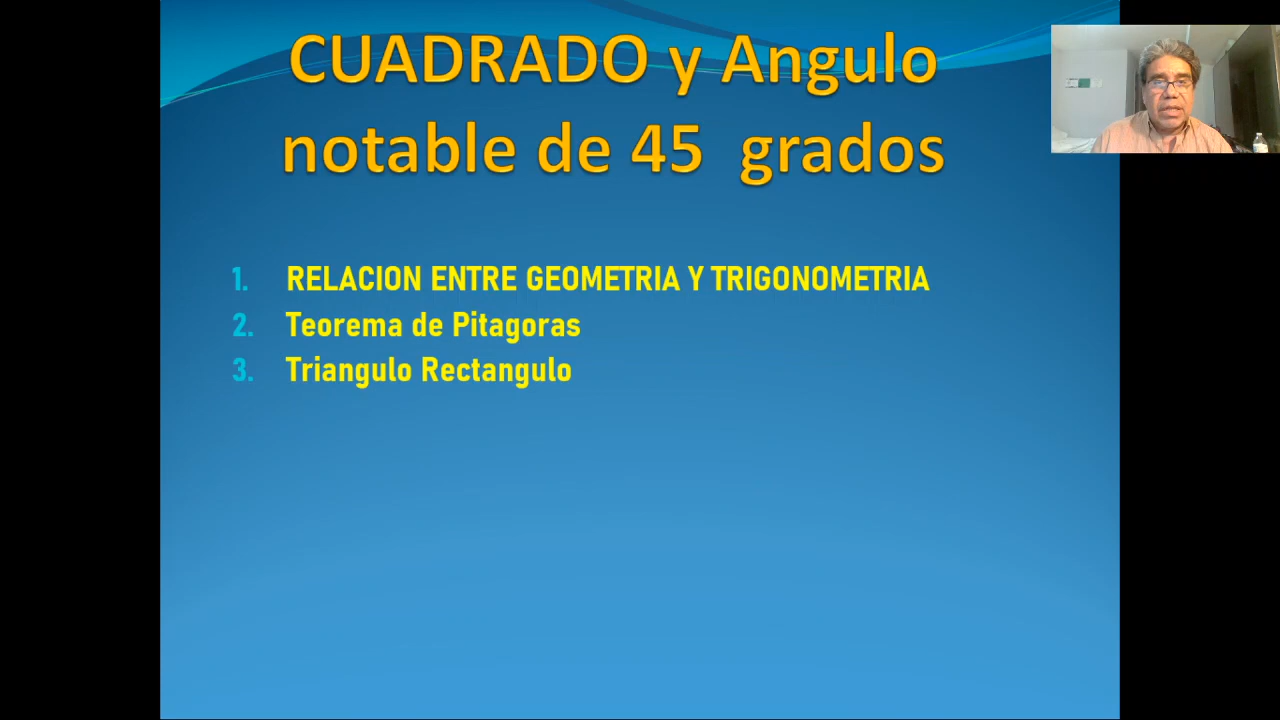 CUADRADO y Angulo
notable de 45 grados
1. RELACION ENTRE GEOMETRIA Y TRIGONOMETRIA
2. Teorema de Pitagoras
3. Triangulo Rectangulo